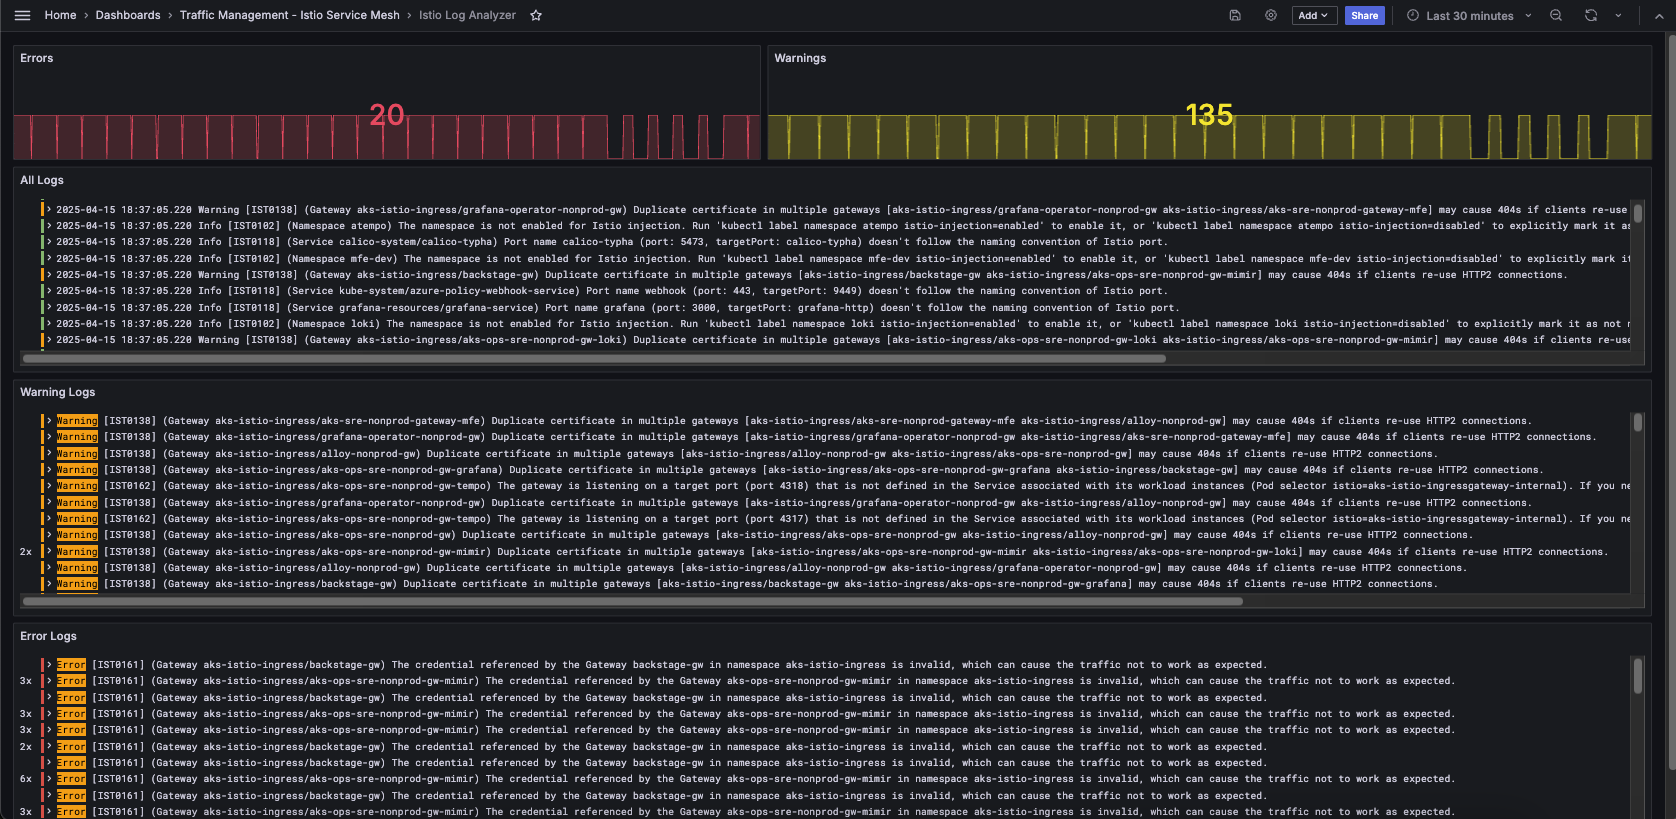 Home › Dashboards › Traffic Management - Istio Service Mesh › Istio Log Analyzer
Add
Share
Last 30 minutes
Errors
20
Warnings
135
All Logs
2025-04-15 18:37:05.220 Warning [IST0138] (Gateway aks-istio-ingress/grafana-operator-nonprod-gw) Duplicate certificate in multiple gateways [aks-istio-ingress/grafana-operator-nonprod-gw aks-istio-ingress/aks-sre-nonprod-gateway-mfe] may cause 404s if clients re-use
2025-04-15 18:37:05.220 Info [IST0102] (Namespace atempo) The namespace is not enabled for Istio injection. Run 'kubectl label namespace atempo istio-injection=enabled' to enable it, or 'kubectl label namespace atempo istio-injection=disabled' to explicitly mark it as
2025-04-15 18:37:05.220 Info [IST0118] (Service calico-system/calico-typha) Port name calico-typha (port: 5473, targetPort: calico-typha) doesn't follow the naming convention of Istio port.
2025-04-15 18:37:05.220 Info [IST0102] (Namespace mfe-dev) The namespace is not enabled for Istio injection. Run 'kubectl label namespace mfe-dev istio-injection=enabled' to enable it, or 'kubectl label namespace mfe-dev istio-injection=disabled' to explicitly mark it
2025-04-15 18:37:05.220 Warning [IST0138] (Gateway aks-istio-ingress/backstage-gw) Duplicate certificate in multiple gateways [aks-istio-ingress/backstage-gw aks-istio-ingress/aks-ops-sre-nonprod-gw-mimir] may cause 404s if clients re-use HTTP2 connections.
2025-04-15 18:37:05.220 Info [IST0118] (Service kube-system/azure-policy-webhook-service) Port name webhook (port: 443, targetPort: 9449) doesn't follow the naming convention of Istio port.
2025-04-15 18:37:05.220 Info [IST0118] (Service grafana-resources/grafana-service) Port name grafana (port: 3000, targetPort: grafana-http) doesn't follow the naming convention of Istio port.
2025-04-15 18:37:05.220 Info [IST0102] (Namespace loki) The namespace is not enabled for Istio injection. Run 'kubectl label namespace loki istio-injection=enabled' to enable it, or 'kubectl label namespace loki istio-injection=disabled' to explicitly mark it as not
2025-04-15 18:37:05.220 Warning [IST0138] (Gateway aks-istio-ingress/aks-ops-sre-nonprod-gw-loki) Duplicate certificate in multiple gateways [aks-istio-ingress/aks-ops-sre-nonprod-gw-loki aks-istio-ingress/aks-ops-sre-nonprod-gw-mimir] may cause 404s if clients re-use
Warning Logs
Warning [IST0138] (Gateway aks-istio-ingress/aks-sre-nonprod-gateway-mfe) Duplicate certificate in multiple gateways [aks-istio-ingress/aks-sre-nonprod-gateway-mfe aks-istio-ingress/alloy-nonprod-gw] may cause 404s if clients re-use HTTP2 connections.
Warning [IST0138] (Gateway aks-istio-ingress/grafana-operator-nonprod-gw) Duplicate certificate in multiple gateways [aks-istio-ingress/grafana-operator-nonprod-gw aks-istio-ingress/aks-sre-nonprod-gateway-mfe] may cause 404s if clients re-use HTTP2 connections.
Warning [IST0138] (Gateway aks-istio-ingress/alloy-nonprod-gw) Duplicate certificate in multiple gateways [aks-istio-ingress/alloy-nonprod-gw aks-istio-ingress/aks-ops-sre-nonprod-gw] may cause 404s if clients re-use HTTP2 connections.
Warning [IST0138] (Gateway aks-istio-ingress/aks-ops-sre-nonprod-gw-grafana) Duplicate certificate in multiple gateways [aks-istio-ingress/aks-ops-sre-nonprod-gw-grafana aks-istio-ingress/backstage-gw] may cause 404s if clients re-use HTTP2 connections.
Warning [IST0162] (Gateway aks-istio-ingress/aks-ops-sre-nonprod-gw-tempo) The gateway is listening on a target port (port 4318) that is not defined in the Service associated with its workload instances (Pod selector istio=aks-istio-ingressgateway-internal). If you ne
Warning [IST0138] (Gateway aks-istio-ingress/grafana-operator-nonprod-gw) Duplicate certificate in multiple gateways [aks-istio-ingress/grafana-operator-nonprod-gw aks-istio-ingress/alloy-nonprod-gw] may cause 404s if clients re-use HTTP2 connections.
Warning [IST0162] (Gateway aks-istio-ingress/aks-ops-sre-nonprod-gw-tempo) The gateway is listening on a target port (port 4317) that is not defined in the Service associated with its workload instances (Pod selector istio=aks-istio-ingressgateway-internal). If you ne
Warning [IST0138] (Gateway aks-istio-ingress/aks-ops-sre-nonprod-gw) Duplicate certificate in multiple gateways [aks-istio-ingress/aks-ops-sre-nonprod-gw aks-istio-ingress/alloy-nonprod-gw] may cause 404s if clients re-use HTTP2 connections.
2x Warning [IST0138] (Gateway aks-istio-ingress/aks-ops-sre-nonprod-gw-mimir) Duplicate certificate in multiple gateways [aks-istio-ingress/aks-ops-sre-nonprod-gw-mimir aks-istio-ingress/aks-ops-sre-nonprod-gw-loki] may cause 404s if clients re-use HTTP2 connections.
Warning [IST0138] (Gateway aks-istio-ingress/alloy-nonprod-gw) Duplicate certificate in multiple gateways [aks-istio-ingress/alloy-nonprod-gw aks-istio-ingress/grafana-operator-nonprod-gw] may cause 404s if clients re-use HTTP2 connections.
Warning [IST0138] (Gateway aks-istio-ingress/backstage-gw) Duplicate certificate in multiple gateways [aks-istio-ingress/backstage-gw aks-istio-ingress/aks-ops-sre-nonprod-gw-grafana] may cause 404s if clients re-use HTTP2 connections.
Error Logs
Error [IST0161] (Gateway aks-istio-ingress/backstage-gw) The credential referenced by the Gateway backstage-gw in namespace aks-istio-ingress is invalid, which can cause the traffic not to work as expected.
3x Error [IST0161] (Gateway aks-istio-ingress/aks-ops-sre-nonprod-gw-mimir) The credential referenced by the Gateway aks-ops-sre-nonprod-gw-mimir in namespace aks-istio-ingress is invalid, which can cause the traffic not to work as expected.
Error [IST0161] (Gateway aks-istio-ingress/backstage-gw) The credential referenced by the Gateway backstage-gw in namespace aks-istio-ingress is invalid, which can cause the traffic not to work as expected.
3x Error [IST0161] (Gateway aks-istio-ingress/aks-ops-sre-nonprod-gw-mimir) The credential referenced by the Gateway aks-ops-sre-nonprod-gw-mimir in namespace aks-istio-ingress is invalid, which can cause the traffic not to work as expected.
3x Error [IST0161] (Gateway aks-istio-ingress/aks-ops-sre-nonprod-gw-mimir) The credential referenced by the Gateway aks-ops-sre-nonprod-gw-mimir in namespace aks-istio-ingress is invalid, which can cause the traffic not to work as expected.
2x Error [IST0161] (Gateway aks-istio-ingress/backstage-gw) The credential referenced by the Gateway backstage-gw in namespace aks-istio-ingress is invalid, which can cause the traffic not to work as expected.
Error [IST0161] (Gateway aks-istio-ingress/backstage-gw) The credential referenced by the Gateway backstage-gw in namespace aks-istio-ingress is invalid, which can cause the traffic not to work as expected.
6x Error [IST0161] (Gateway aks-istio-ingress/aks-ops-sre-nonprod-gw-mimir) The credential referenced by the Gateway aks-ops-sre-nonprod-gw-mimir in namespace aks-istio-ingress is invalid, which can cause the traffic not to work as expected.
Error [IST0161] (Gateway aks-istio-ingress/backstage-gw) The credential referenced by the Gateway backstage-gw in namespace aks-istio-ingress is invalid, which can cause the traffic not to work as expected.
3x Error [IST0161] (Gateway aks-istio-ingress/aks-ops-sre-nonprod-gw-mimir) The credential referenced by the Gateway aks-ops-sre-nonprod-gw-mimir in namespace aks-istio-ingress is invalid, which can cause the traffic not to work as expected.